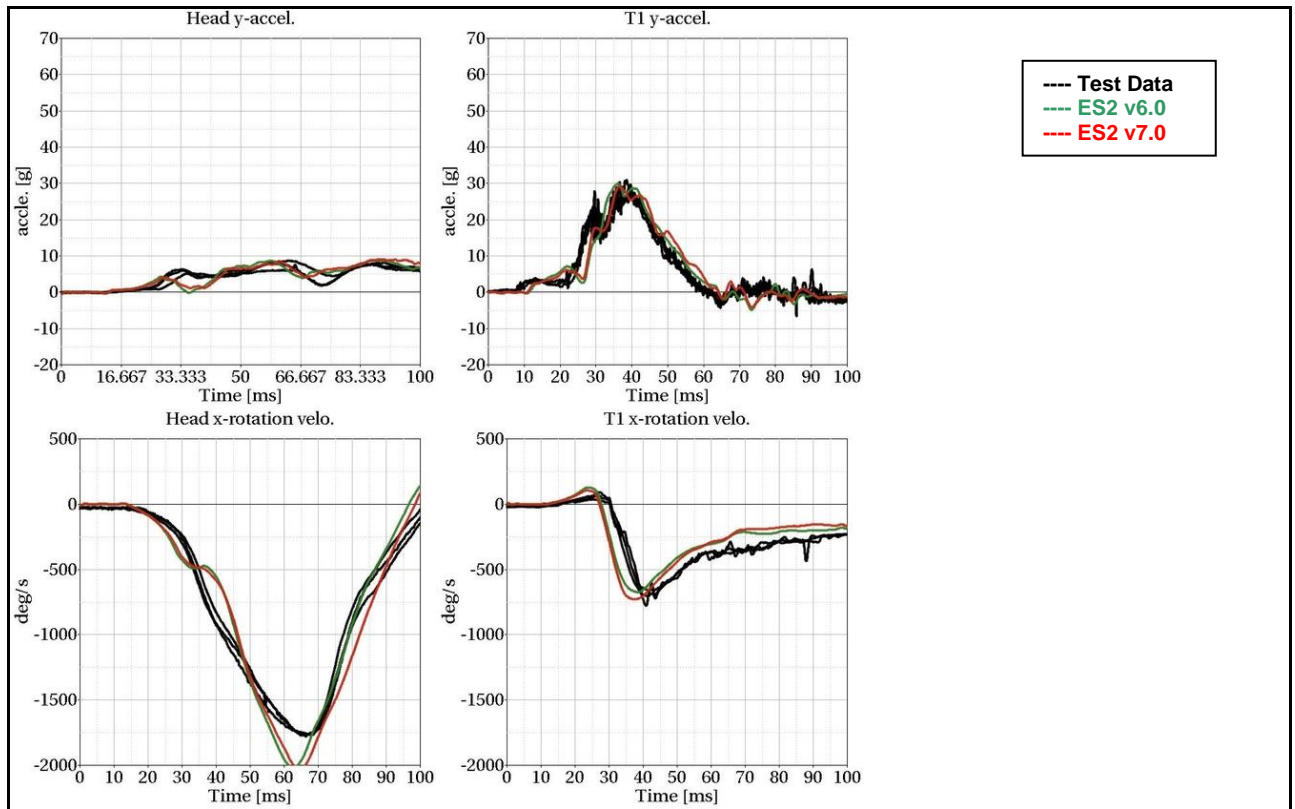 Head y-accel.
70
60
50
40
30
20
10
0
-10
-20
accle. [g]
0 16.667 33.333 50 66.667 83.333 100
Time [ms]
T1 y-accel.
70
60
50
40
30
20
10
0
-10
-20
accle. [g]
0 10 20 30 40 50 60 70 80 90 100
Time [ms]
---- Test Data
---- ES2 v6.0
---- ES2 v7.0
Head x-rotation velo.
500
0
-500
-1000
-1500
-2000
deg/s
0 10 20 30 40 50 60 70 80 90 100
Time [ms]
T1 x-rotation velo.
500
0
-500
-1000
-1500
-2000
deg/s
0 10 20 30 40 50 60 70 80 90 100
Time [ms]